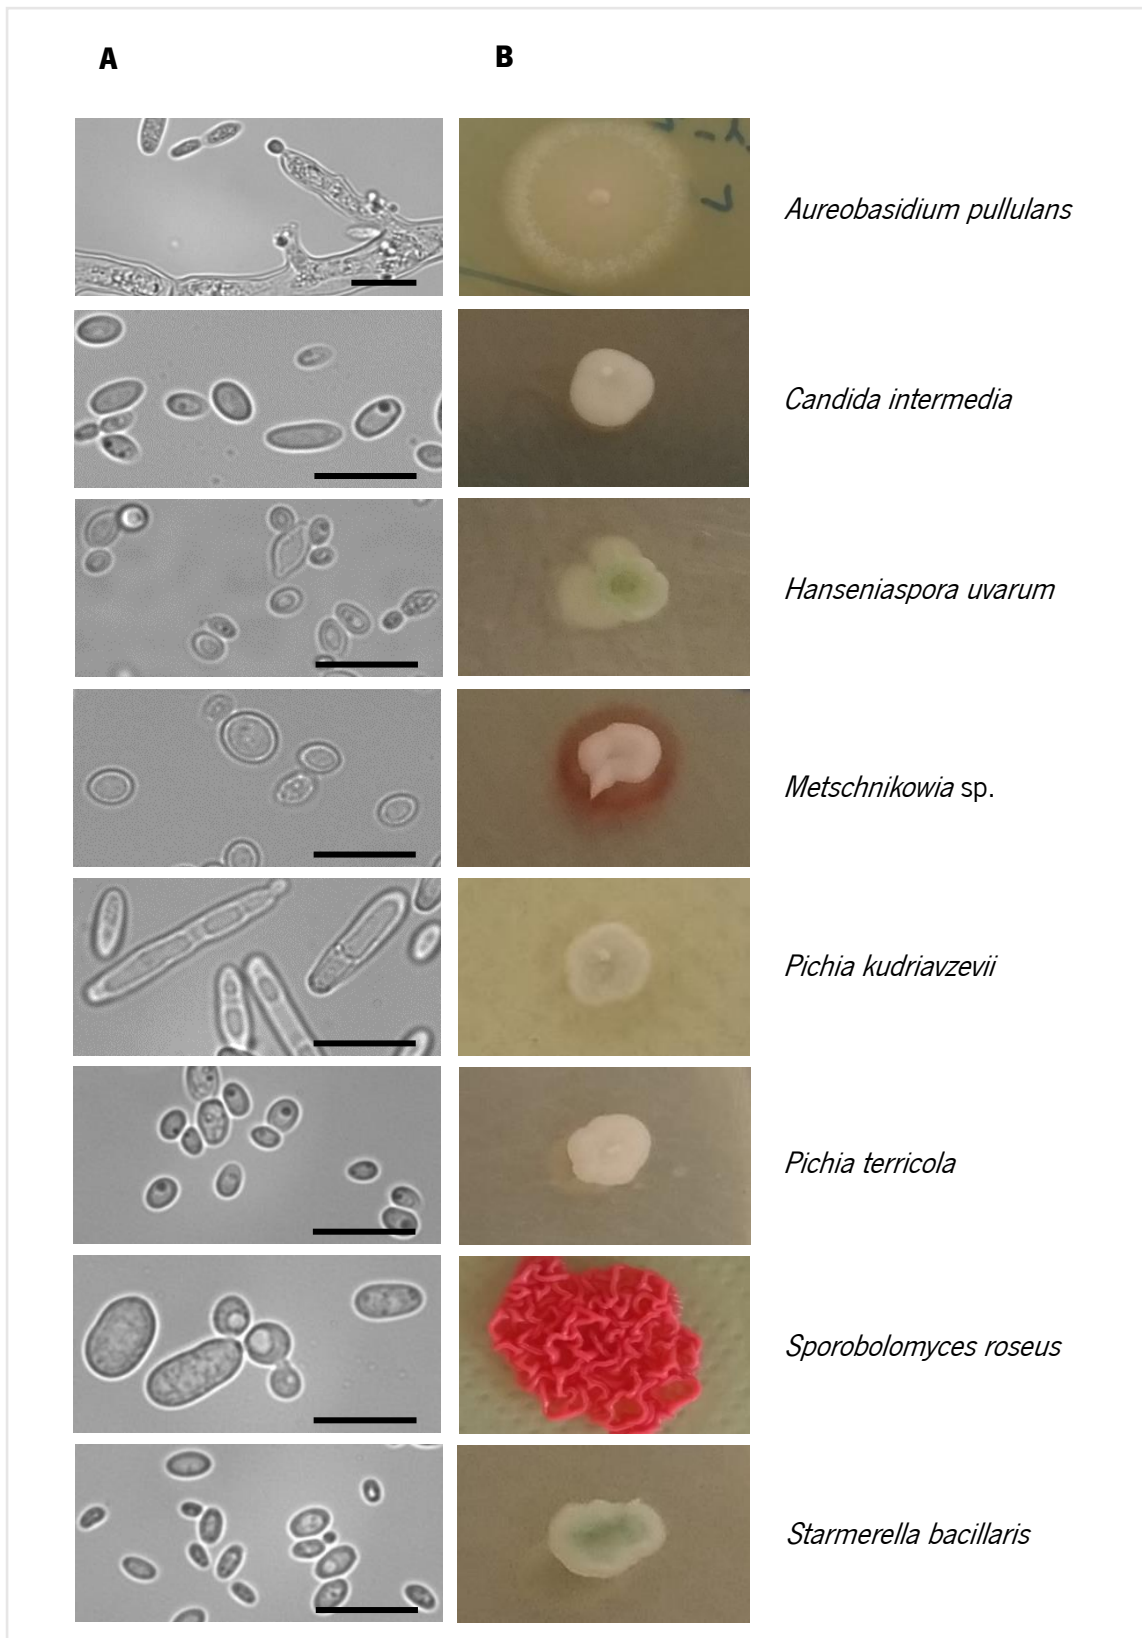 A
B
Aureobasidium pullulans
Candida intermedia
Hanseniaspora uvarum
Metschnikowia sp.
Pichia kudriavzevii
Pichia terricola
Sporobolomyces roseus
Starmerella bacillaris